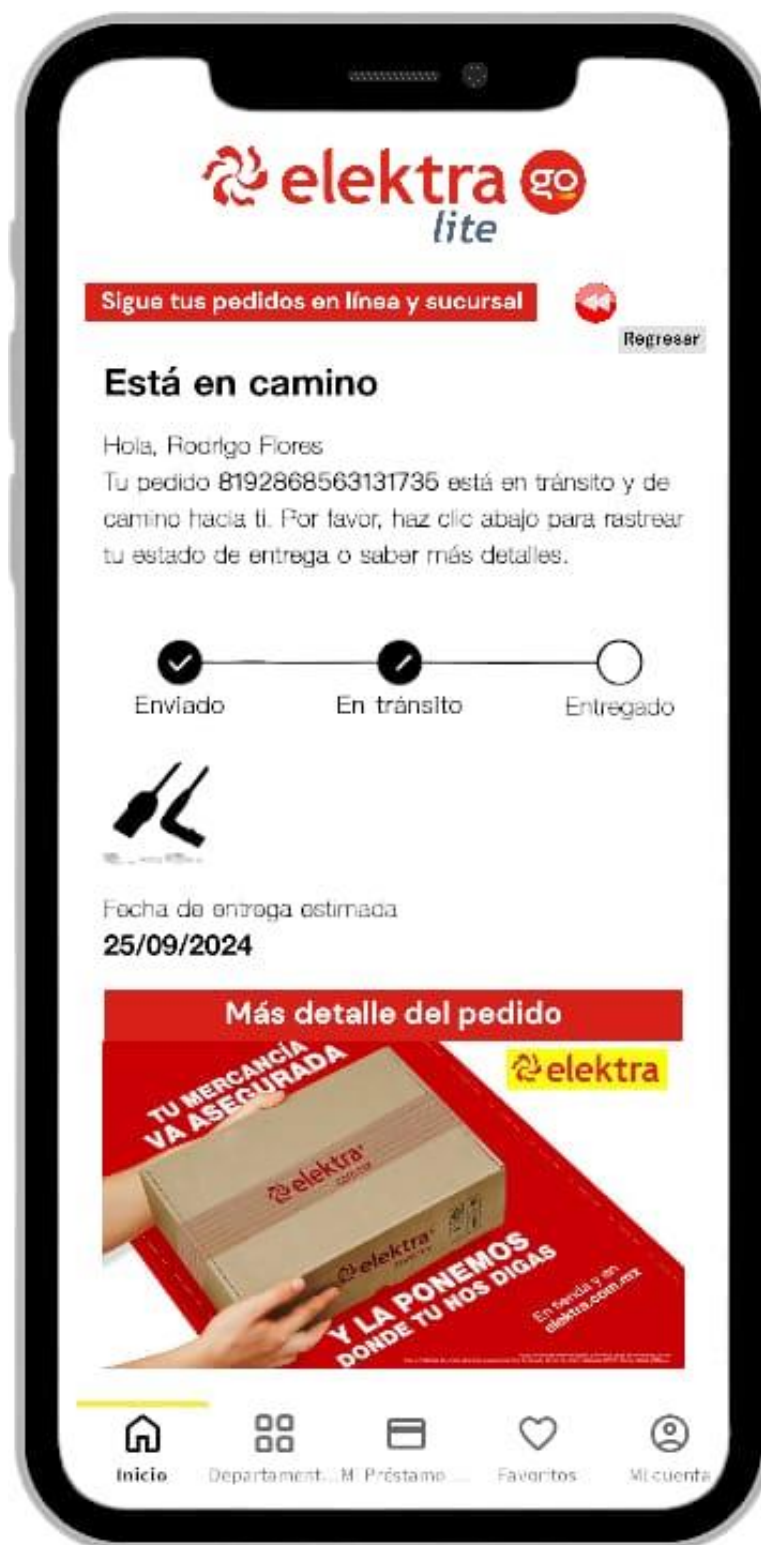 elektra go
lite
Sigue tus pedidos en línea y sucursal
Regresar
Está en camino
Hola, Rodrigo Flores
Tu pedido 8192868563131735 está en tránsito y de
camino hacia ti. Por favor, haz clic abajo para rastrear
tu estado de entrega o saber más detalles.
Enviado
En tránsito
Entregado
Fecha de entrega estimada
25/09/2024
Más detalle del pedido
TU MERCANCÍA
VA ASEGURADA
elektra
elektra
elektra
Y LA PONEMOS
DONDE TU NOS DIGAS
En tienda y en
elektra.com.mx
Inicio
Departament...
Mi Préstamo ...
Favoritos
Mi cuenta